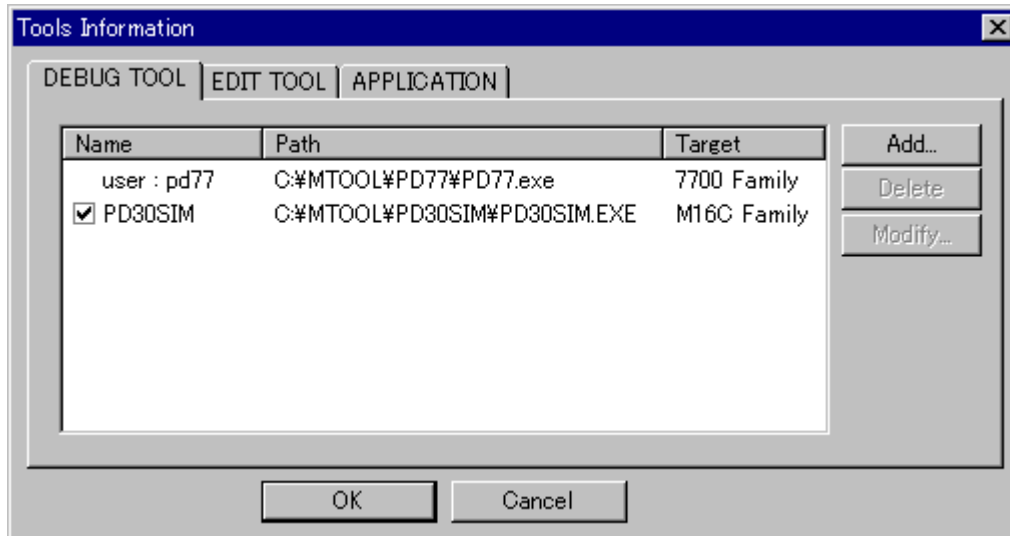 Tools Information
DEBUG TOOL EDIT TOOL APPLICATION
Name Path Target
user : pd77 C:¥MTOOL¥PD77¥PD77.exe 7700 Family
PD30SIM C:¥MTOOL¥PD30SIM¥PD30SIM.EXE M16C Family
Add...
Delete
Modify...
OK Cancel